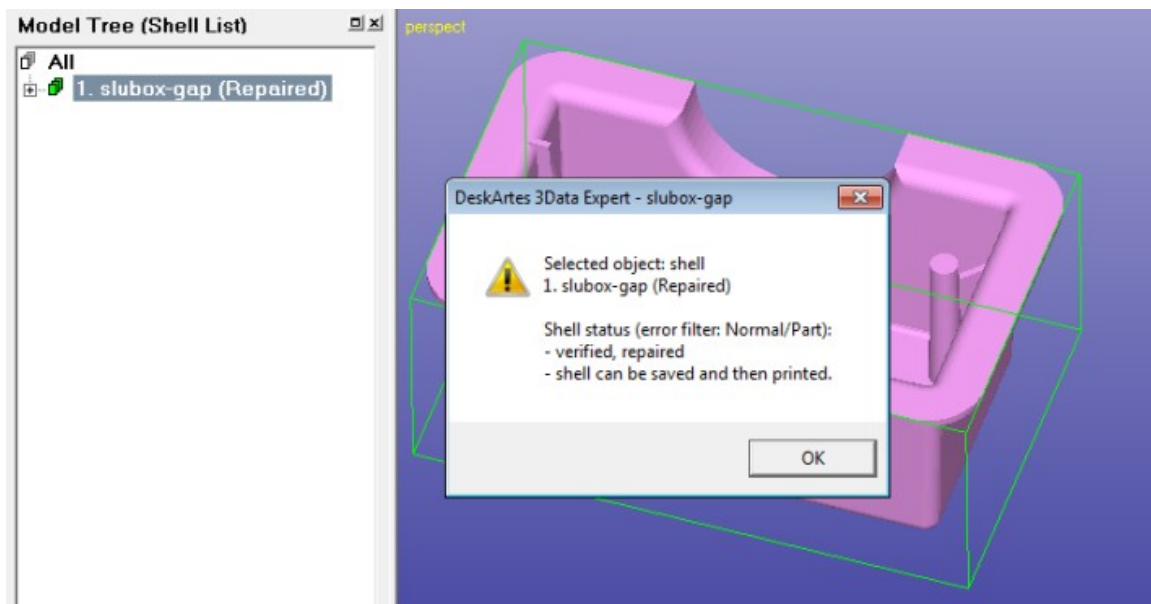 Model Tree (Shell List)
All
1. slubox-gap (Repaired)
perspect
DeskArtes 3Data Expert - slubox-gap
Selected object: shell
1. slubox-gap (Repaired)
Shell status (error filter: Normal/Part):
- verified, repaired
- shell can be saved and then printed.
OK